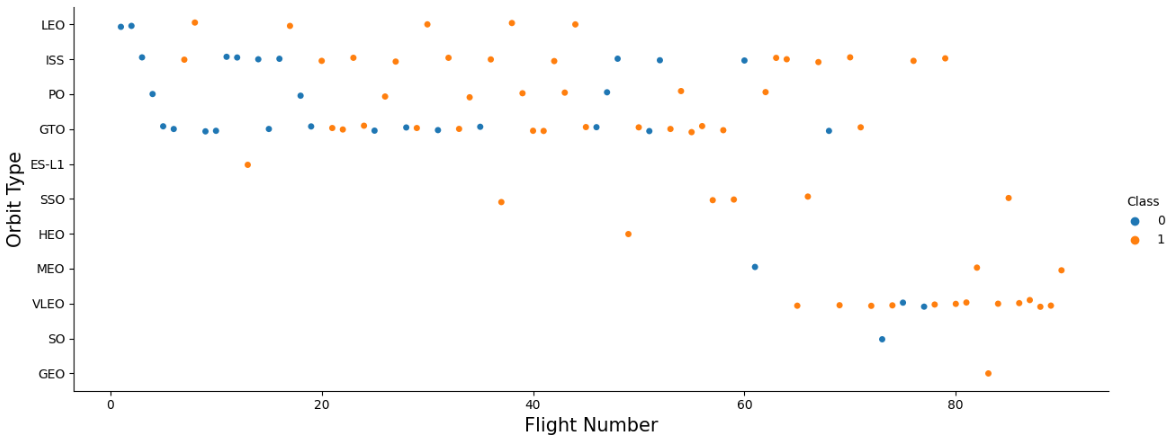 LEO
ISS
PO
GTO
ES-L1
SSO
HEO
MEO
VLEO
SO
GEO
Orbit Type
0 20 40 60 80
Flight Number
Class
0
1